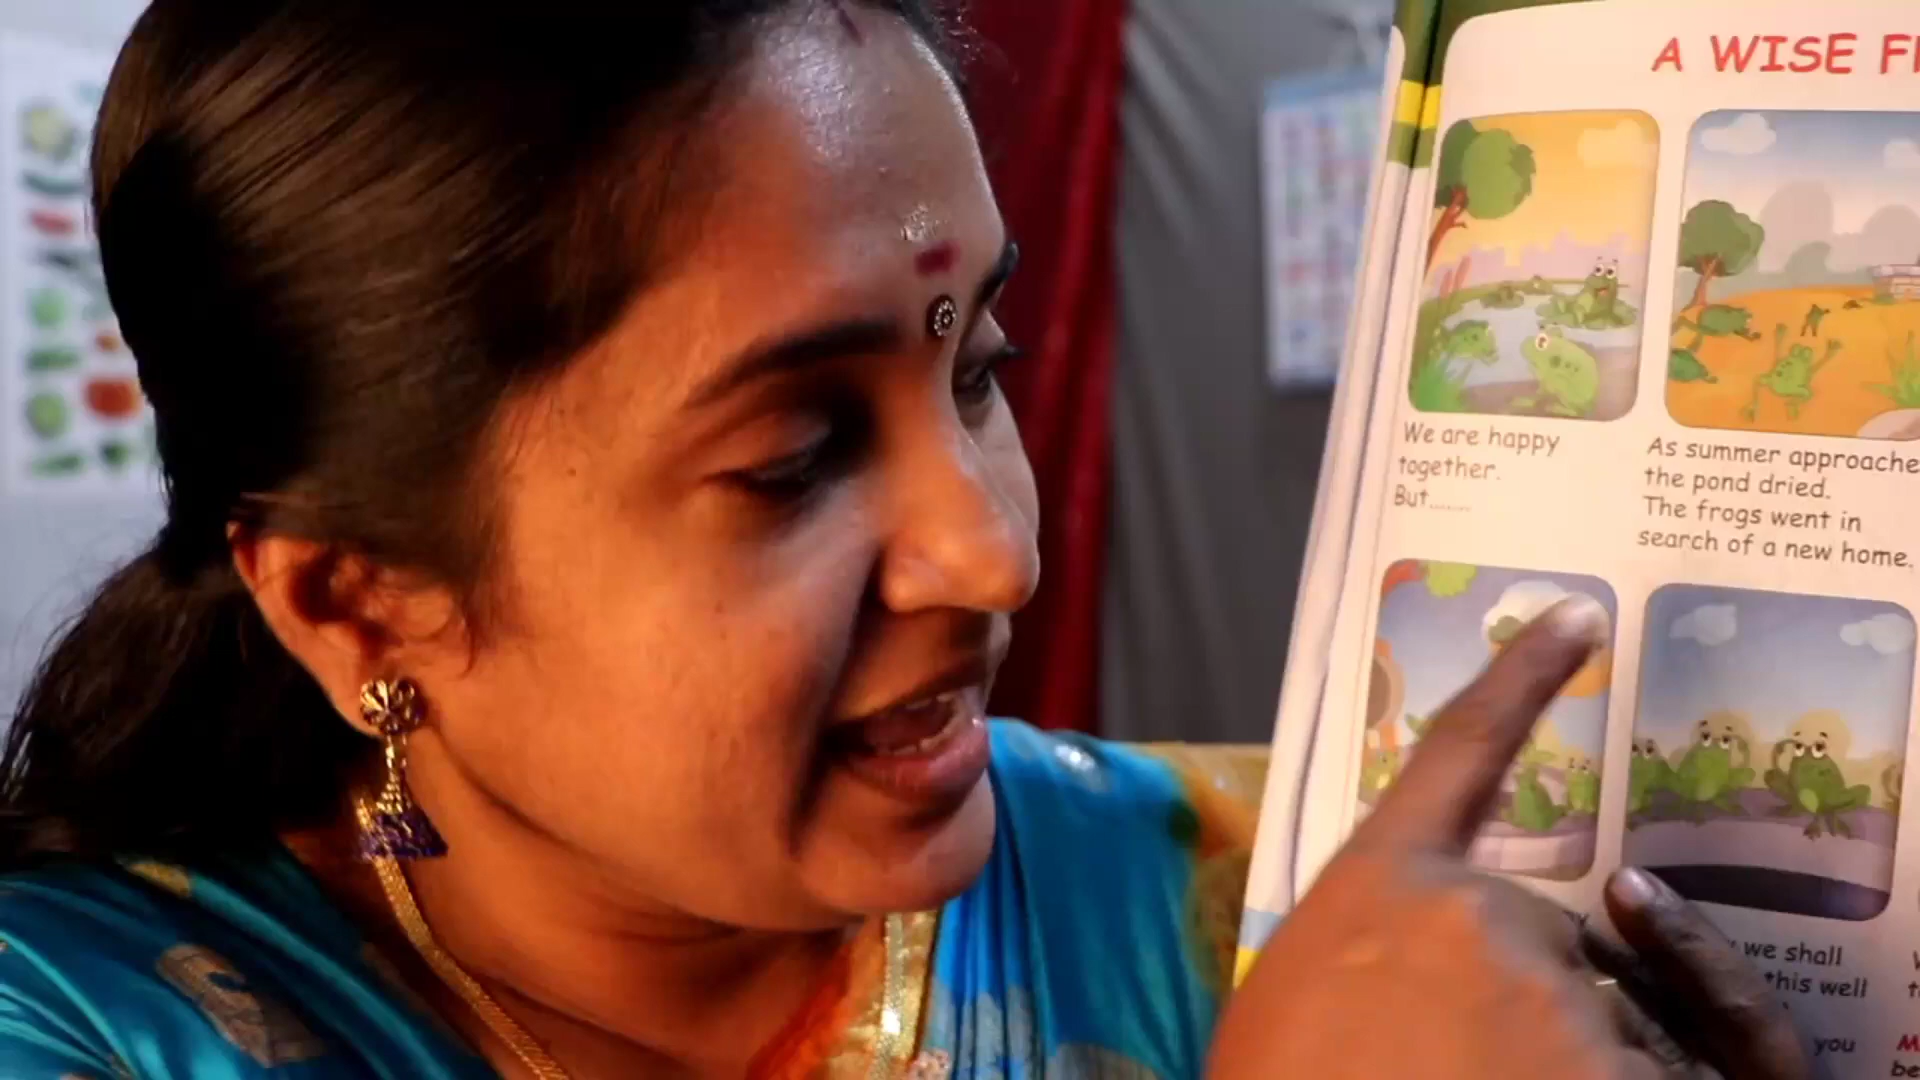 A WISE
We are happy
together.
But......
As summer approache
the pond dried.
The frogs went in
search of a new home.
we shall
this well
you